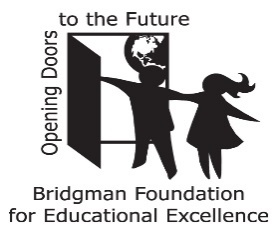 Opening Doors
to the Future
Bridgman Foundation
for Educational Excellence